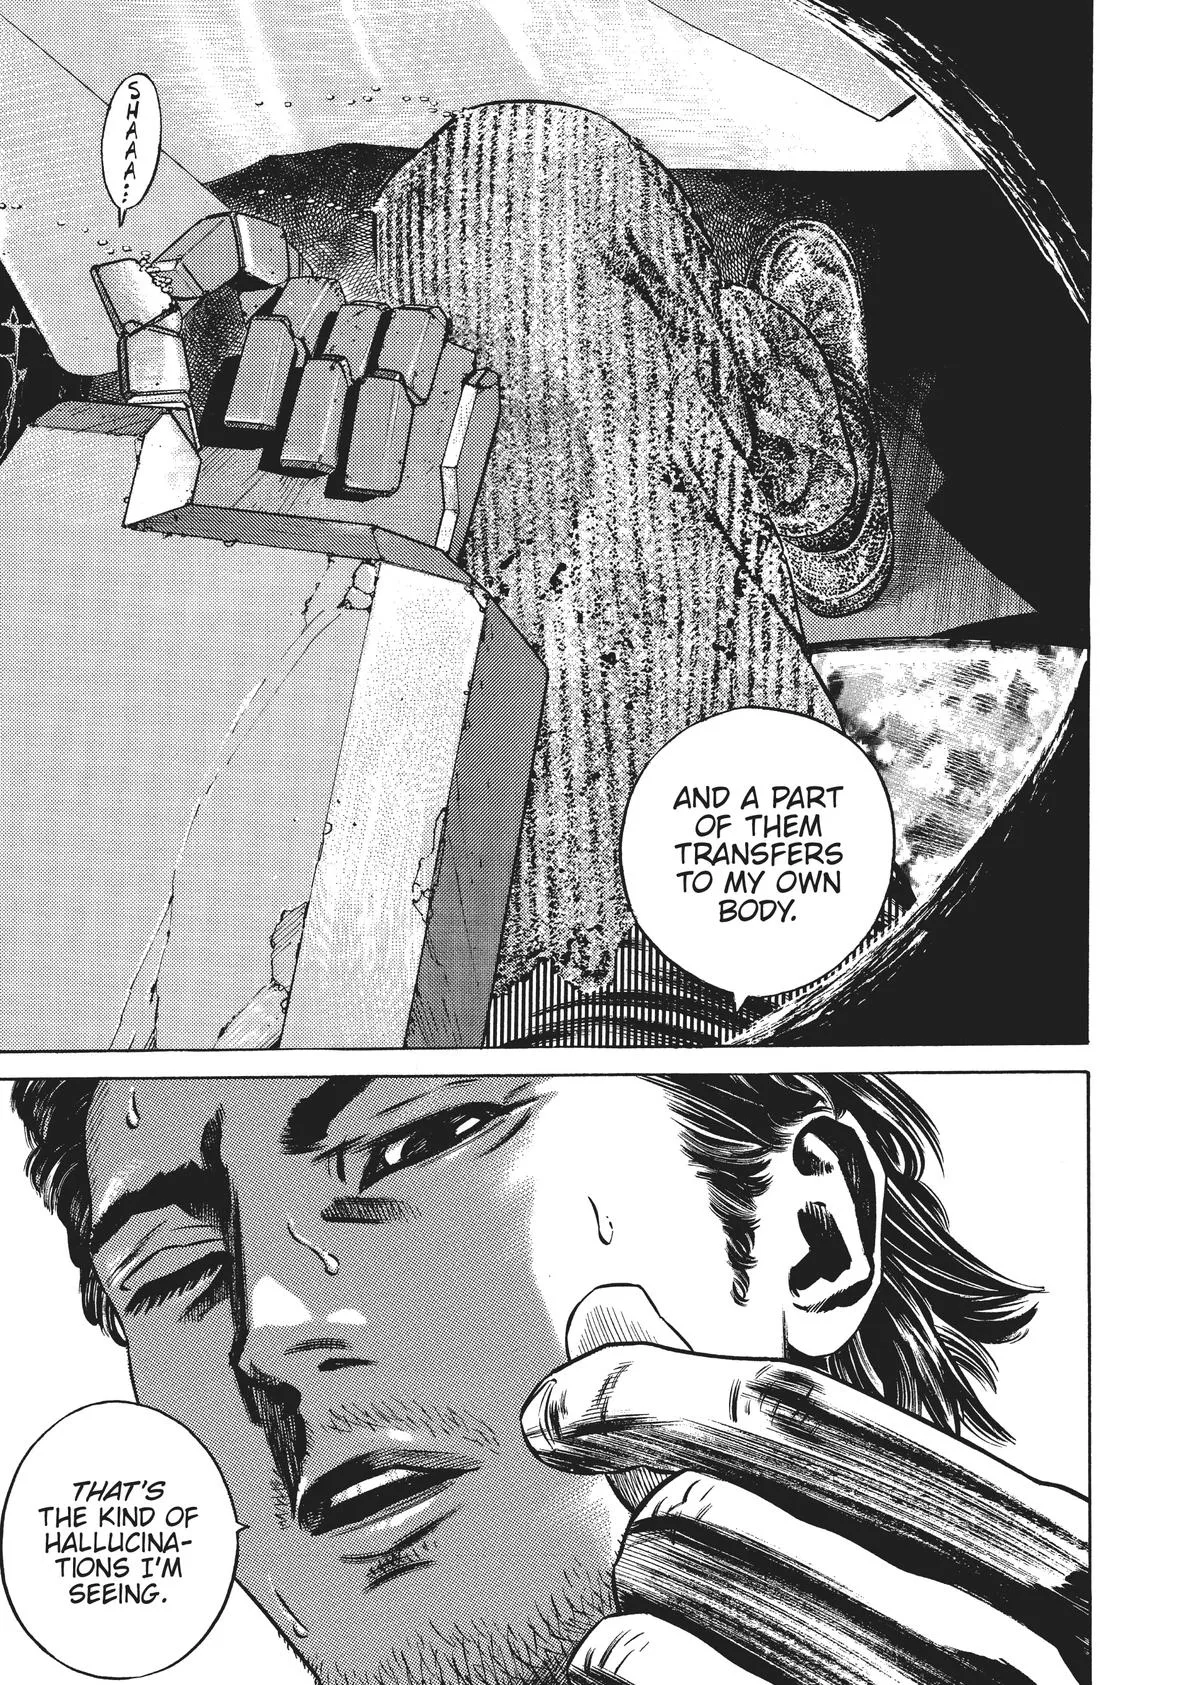 SHAAA...
AND A PART
OF THEM
TRANSFERS
TO MY OWN
BODY.
THAT'S
THE KIND OF
HALLUCINA-
TIONS I'M
SEEING.